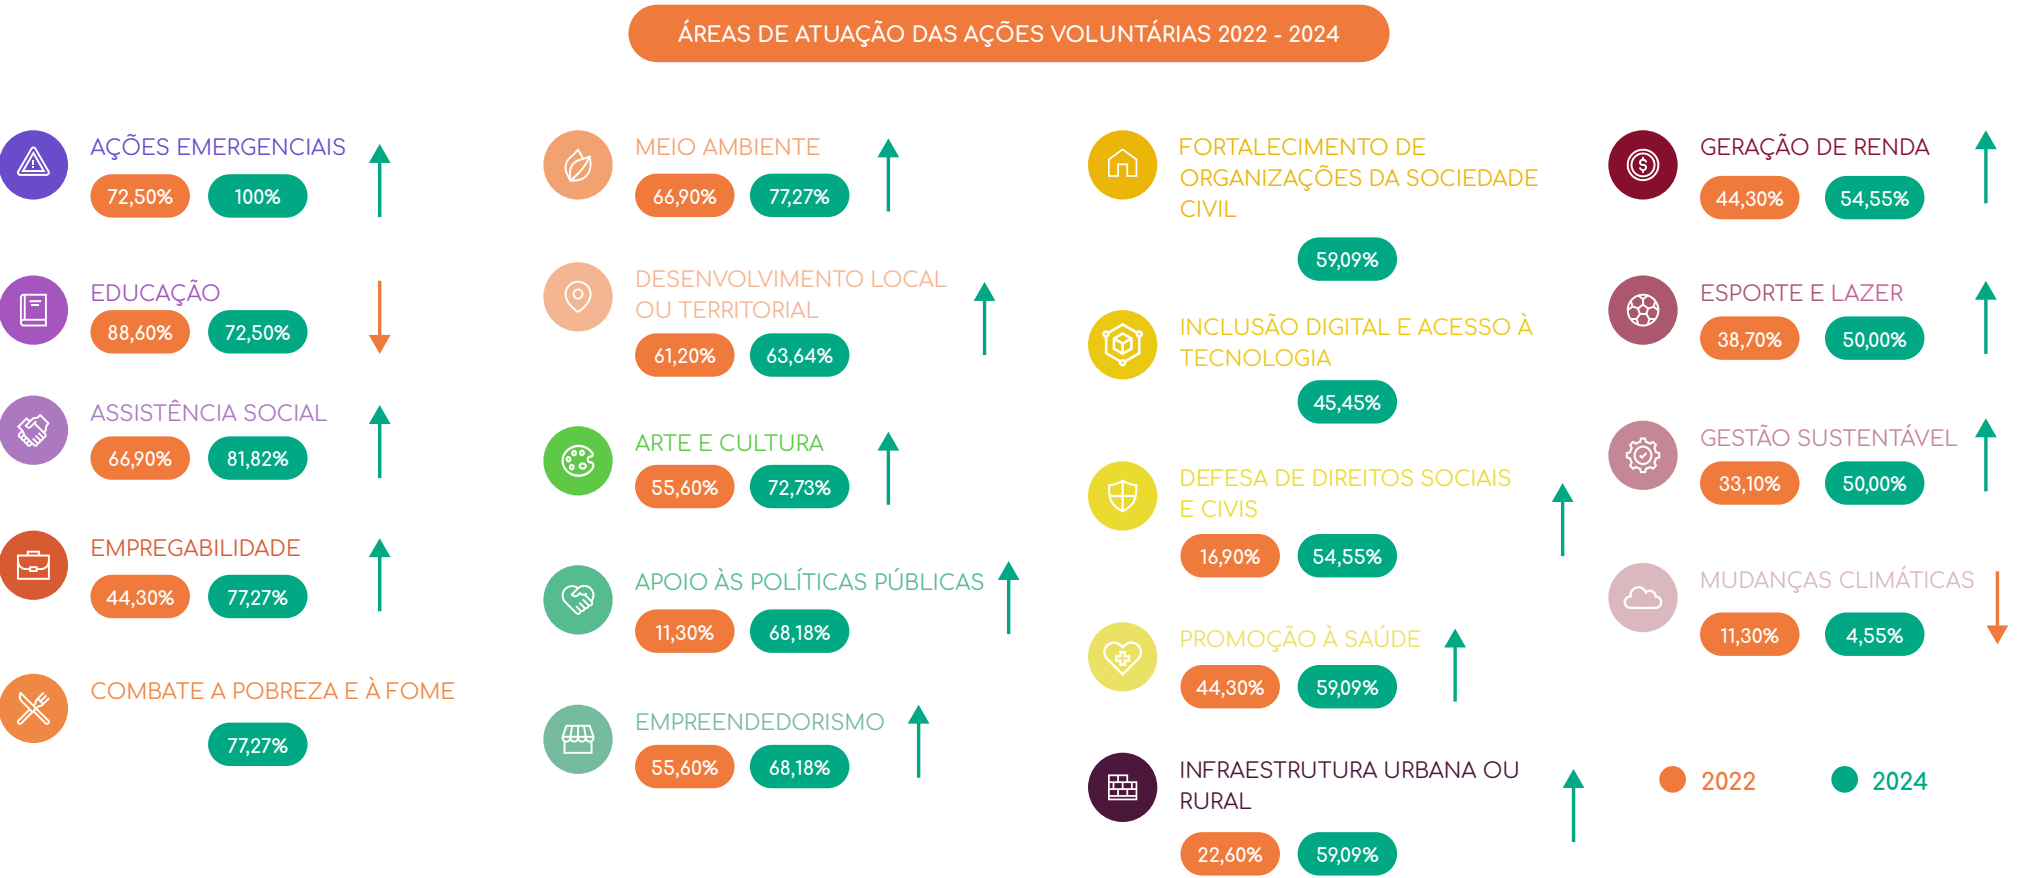 ÁREAS DE ATUAÇÃO DAS AÇÕES VOLUNTÁRIAS 2022 - 2024
AÇÕES EMERGENCIAIS
72,50% 100%
EDUCAÇÃO
88,60% 72,50%
ASSISTÊNCIA SOCIAL
66,90% 81,82%
EMPREGABILIDADE
44,30% 77,27%
COMBATE A POBREZA E À FOME
77,27%
MEIO AMBIENTE
66,90% 77,27%
DESENVOLVIMENTO LOCAL
OU TERRITORIAL
61,20% 63,64%
ARTE E CULTURA
55,60% 72,73%
APOIO ÀS POLÍTICAS PÚBLICAS
11,30% 68,18%
EMPREENDEDORISMO
55,60% 68,18%
FORTALECIMENTO DE
ORGANIZAÇÕES DA SOCIEDADE
CIVIL
59,09%
INCLUSÃO DIGITAL E ACESSO À
TECNOLOGIA
45,45%
DEFESA DE DIREITOS SOCIAIS
E CIVIS
16,90% 54,55%
PROMOÇÃO À SAÚDE
44,30% 59,09%
INFRAESTRUTURA URBANA OU
RURAL
22,60% 59,09%
GERAÇÃO DE RENDA
44,30% 54,55%
ESPORTE E LAZER
38,70% 50,00%
GESTÃO SUSTENTÁVEL
33,10% 50,00%
MUDANÇAS CLIMÁTICAS
11,30% 4,55%
2022 2024